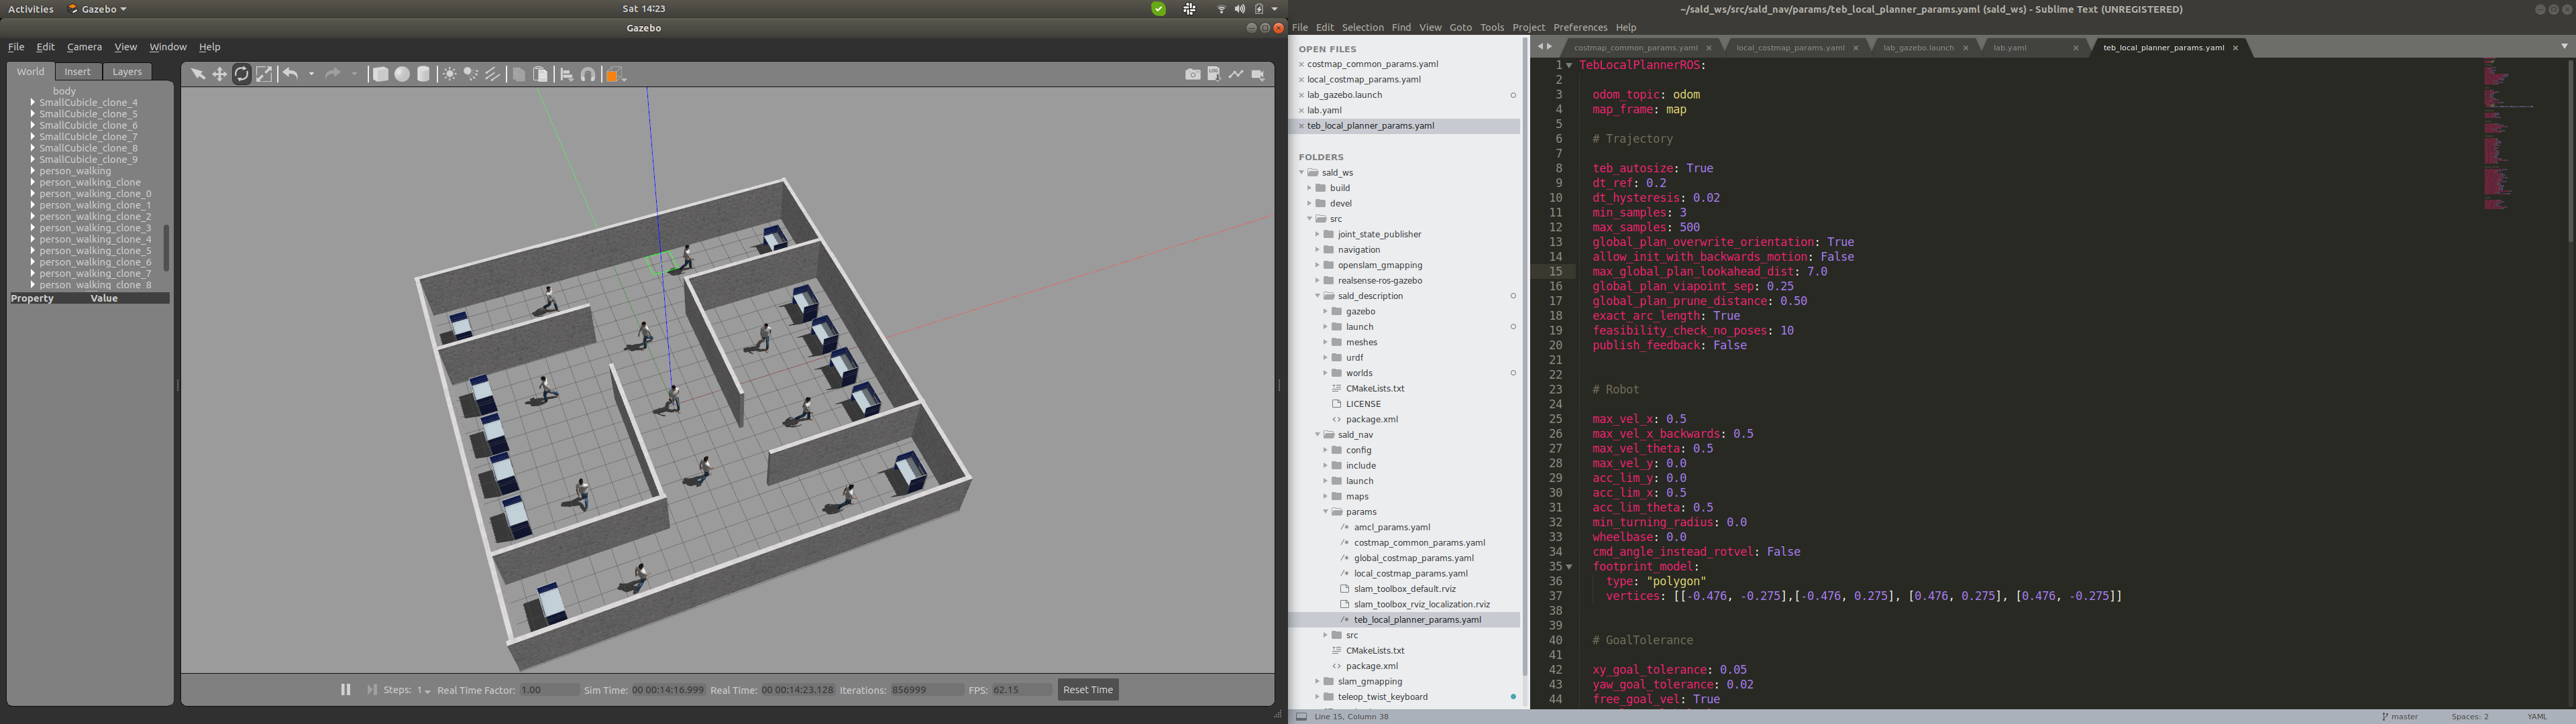 Activities Gazebo Sat 14:23
Gazebo
File Edit Camera View Window Help
World Insert Layers
body
SmallCubicle_clone_4
SmallCubicle_clone_5
SmallCubicle_clone_6
SmallCubicle_clone_7
SmallCubicle_clone_8
SmallCubicle_clone_9
person_walking
person_walking_clone
person_walking_clone_0
person_walking_clone_1
person_walking_clone_2
person_walking_clone_3
person_walking_clone_4
person_walking_clone_5
person_walking_clone_6
person_walking_clone_7
person_walking_clone_8
Property Value
Steps: 1 Real Time Factor: 1.00 Sim Time: 00 00:14:16.999 Real Time: 00 00:14:23.128 Iterations: 856999 FPS: 62.15 Reset Time
~/sald_ws/src/sald_nav/params/teb_local_planner_params.yaml (sald_ws) - Sublime Text (UNREGISTERED)
File Edit Selection Find View Goto Tools Project Preferences Help
OPEN FILES
costmap_common_params.yaml
local_costmap_params.yaml
lab_gazebo.launch
lab.yaml
teb_local_planner_params.yaml
FOLDERS
sald_ws
build
devel
src
joint_state_publisher
navigation
openslam_gmapping
realsense-ros-gazebo
sald_description
gazebo
launch
meshes
urdf
worlds
CMakeLists.txt
LICENSE
package.xml
sald_nav
config
include
launch
maps
params
amcl_params.yaml
costmap_common_params.yaml
global_costmap_params.yaml
local_costmap_params.yaml
slam_toolbox_default.rviz
slam_toolbox_rviz_localization.rviz
teb_local_planner_params.yaml
src
CMakeLists.txt
package.xml
slam_gmapping
teleop_twist_keyboard
costmap_common_params.yaml local_costmap_params.yaml lab_gazebo.launch lab.yaml teb_local_planner_params.yaml
1 TebLocalPlannerROS:
2
3 odom_topic: odom
4 map_frame: map
5
6 # Trajectory
7
8 teb_autosize: True
9 dt_ref: 0.2
10 dt_hysteresis: 0.02
11 min_samples: 3
12 max_samples: 500
13 global_plan_overwrite_orientation: True
14 allow_init_with_backwards_motion: False
15 max_global_plan_lookahead_dist: 7.0
16 global_plan_viapoint_sep: 0.25
17 global_plan_prune_distance: 0.50
18 exact_arc_length: True
19 feasibility_check_no_poses: 10
20 publish_feedback: False
21
22
23 # Robot
24
25 max_vel_x: 0.5
26 max_vel_x_backwards: 0.5
27 max_vel_theta: 0.5
28 max_vel_y: 0.0
29 acc_lim_y: 0.0
30 acc_lim_x: 0.5
31 acc_lim_theta: 0.5
32 min_turning_radius: 0.0
33 wheelbase: 0.0
34 cmd_angle_instead_rotvel: False
35 footprint_model:
36 type: "polygon"
37 vertices: [[-0.476, -0.275],[-0.476, 0.275], [0.476, 0.275], [0.476, -0.275]]
38
39
40 # GoalTolerance
41
42 xy_goal_tolerance: 0.05
43 yaw_goal_tolerance: 0.02
44 free_goal_vel: True
Line 15, Column 38 master Spaces: 2 YAML